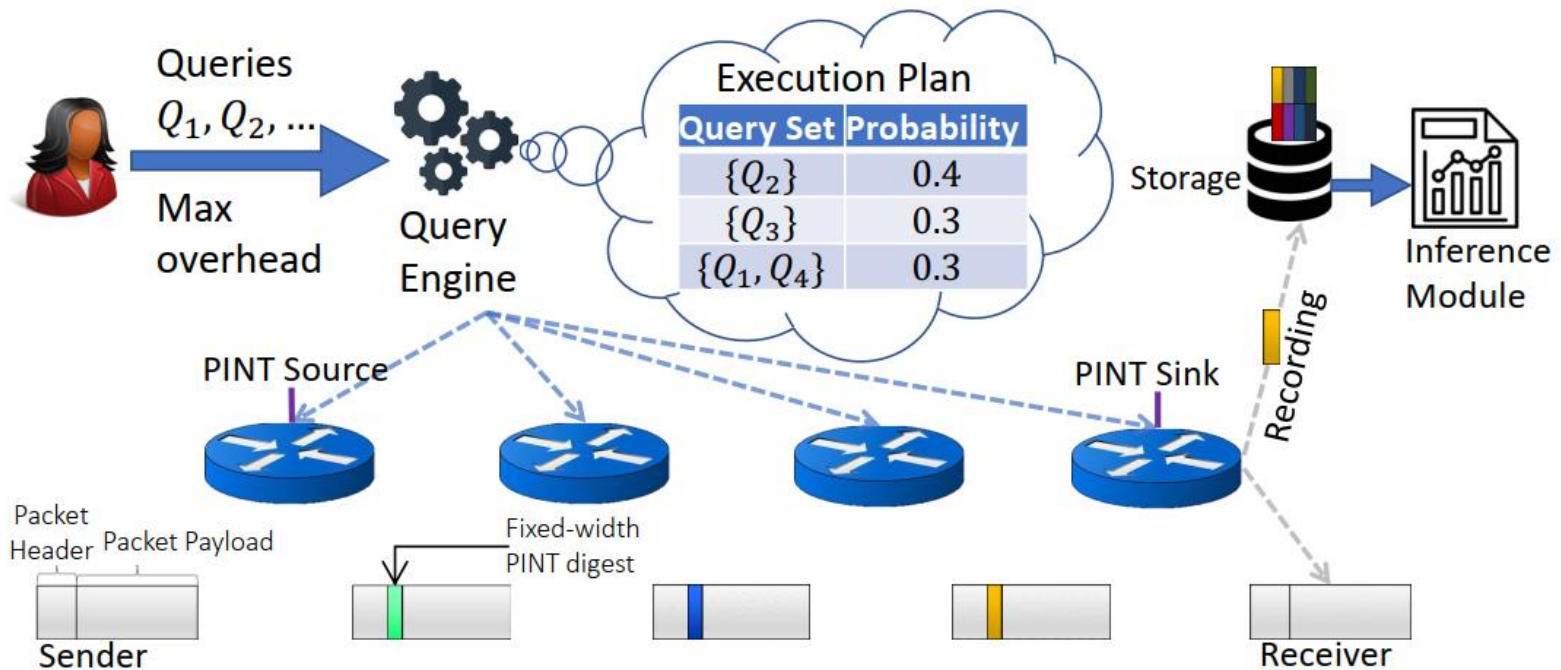 Queries
Q₁, Q₂, ...
Max
overhead
Query
Engine
Execution Plan
Query Set Probability
{Q₂} 0.4
{Q₃} 0.3
{Q₁, Q₄} 0.3
Storage
Inference
Module
Recording
PINT Source
PINT Sink
Packet
Header
Packet Payload
Fixed-width
PINT digest
Sender
Receiver